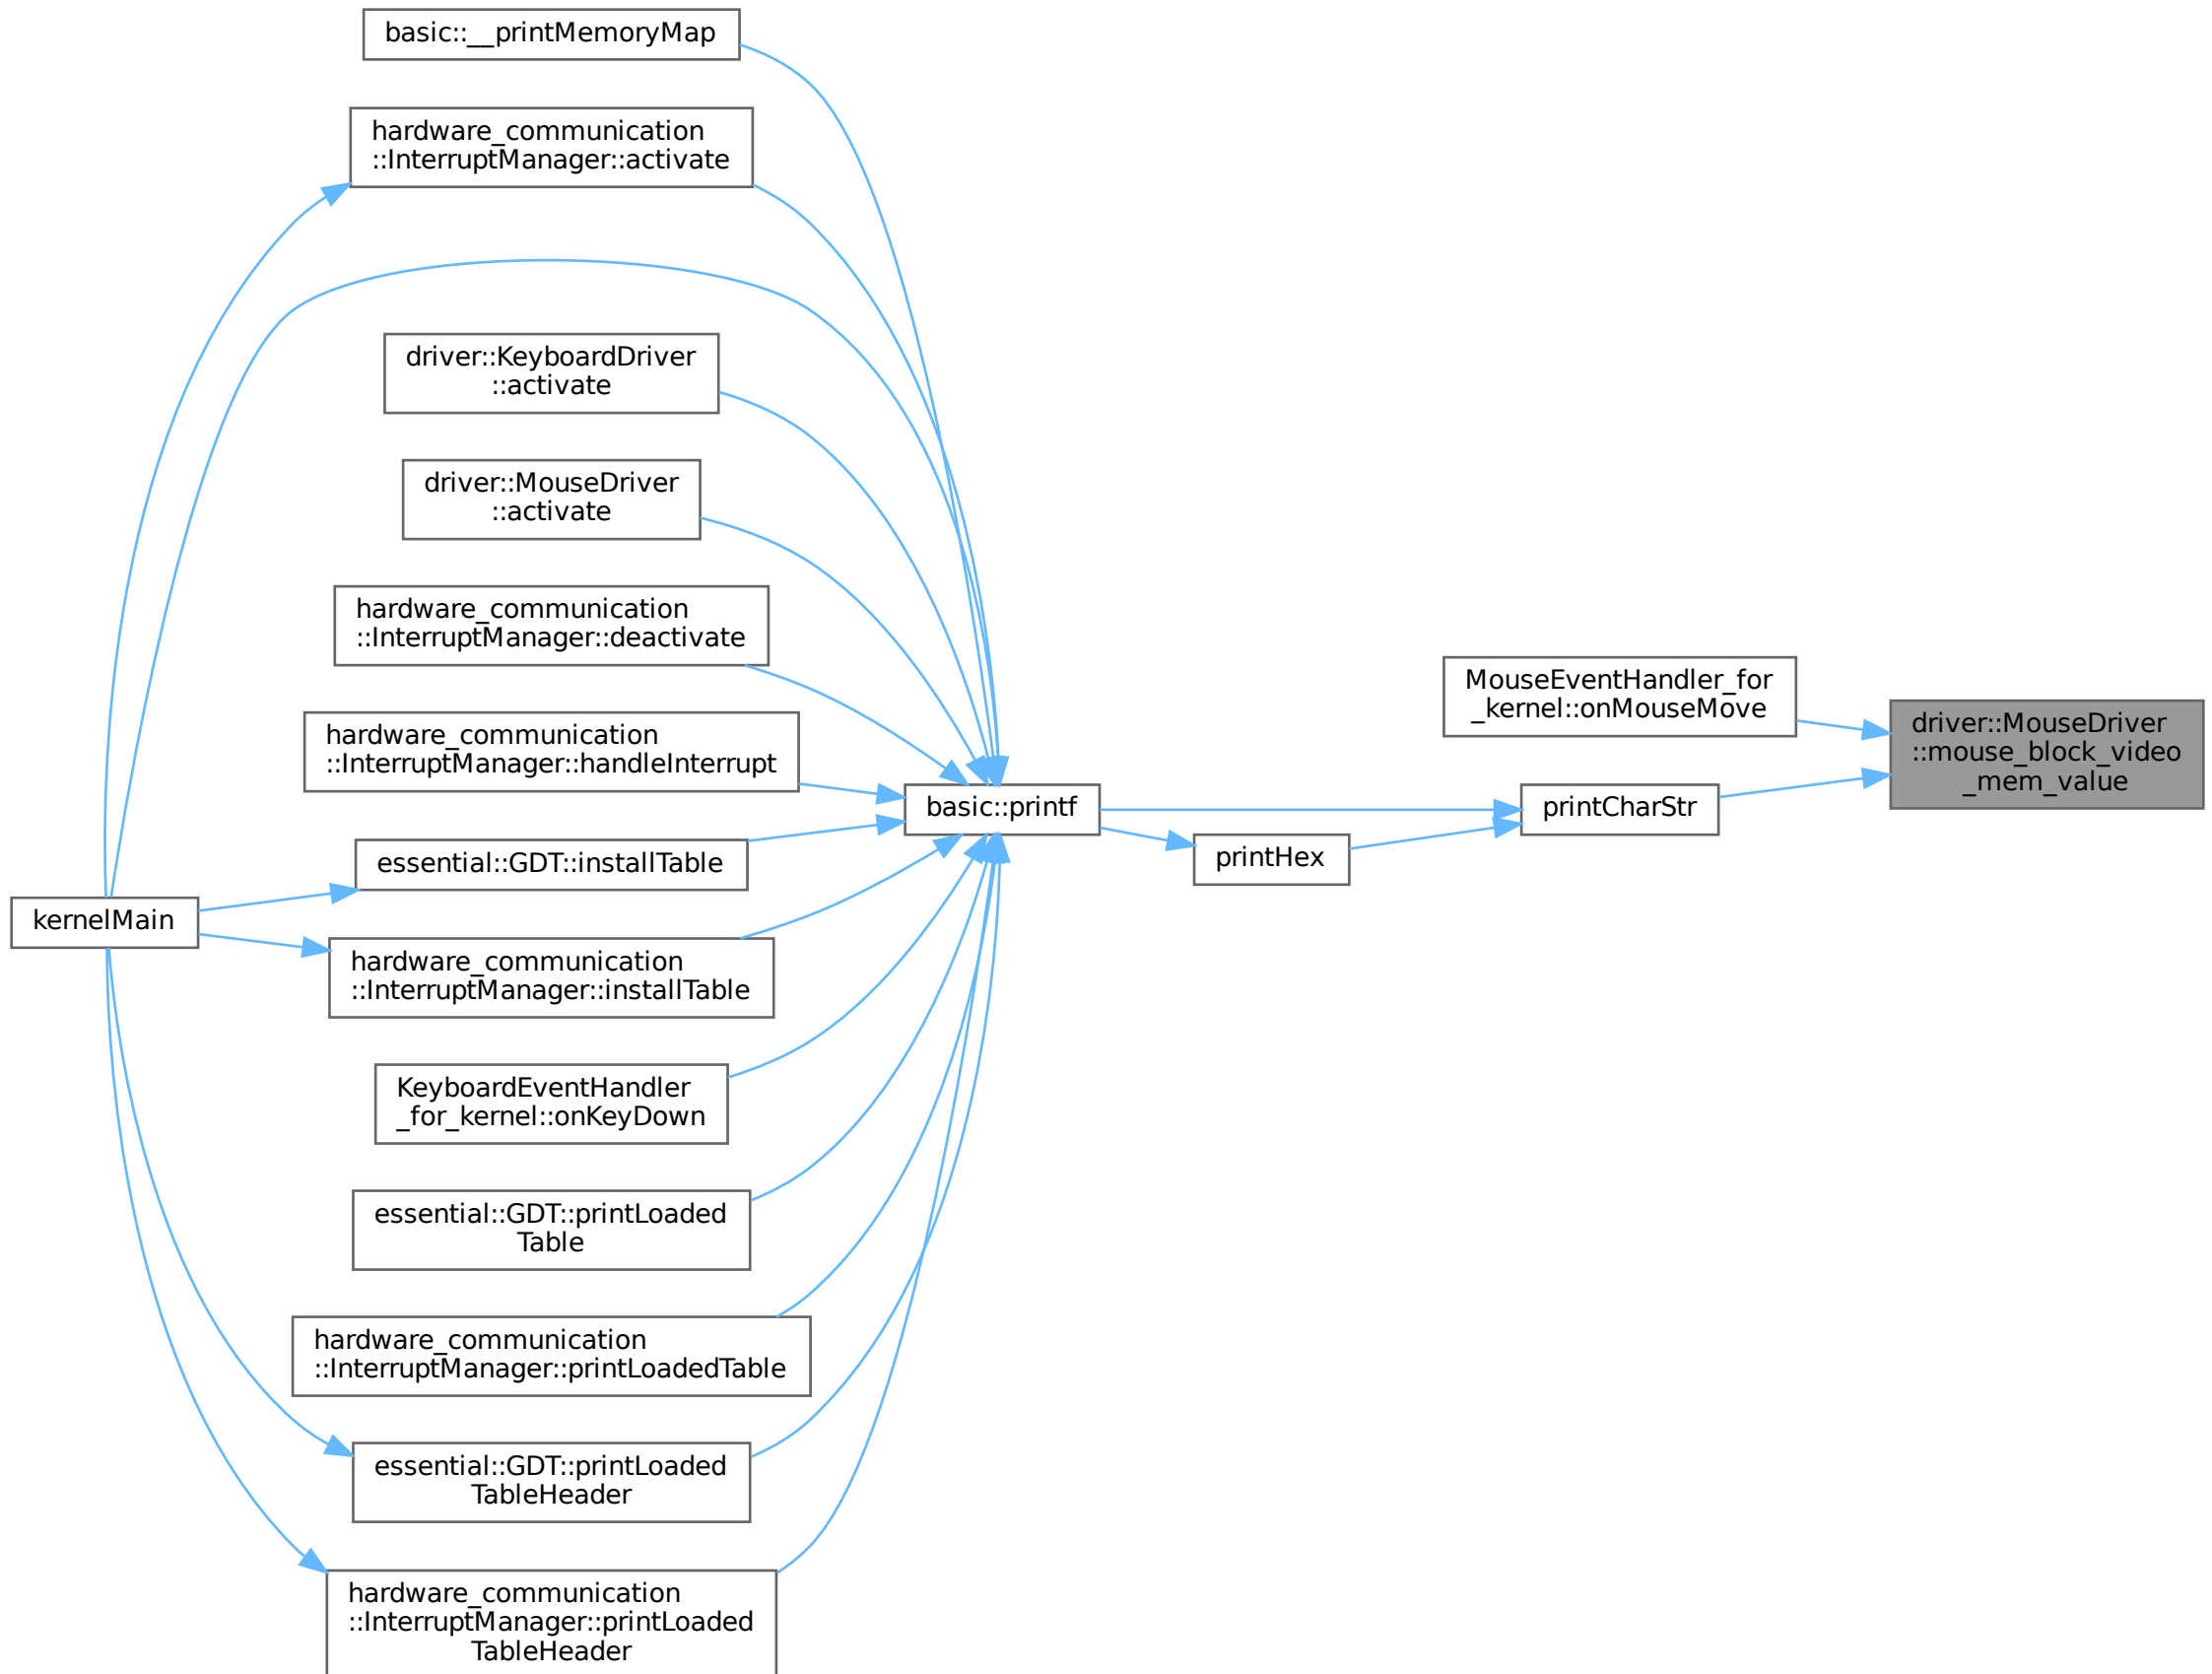 basic::__printMemoryMap
hardware_communication
::InterruptManager::activate
driver::KeyboardDriver
::activate
driver::MouseDriver
::activate
hardware_communication
::InterruptManager::deactivate
hardware_communication
::InterruptManager::handleInterrupt
essential::GDT::installTable
kernelMain
hardware_communication
::InterruptManager::installTable
KeyboardEventHandler
_for_kernel::onKeyDown
essential::GDT::printLoaded
Table
hardware_communication
::InterruptManager::printLoadedTable
essential::GDT::printLoaded
TableHeader
hardware_communication
::InterruptManager::printLoaded
TableHeader
basic::printf
printHex
printCharStr
MouseEventHandler_for
_kernel::onMouseMove
driver::MouseDriver
::mouse_block_video
_mem_value